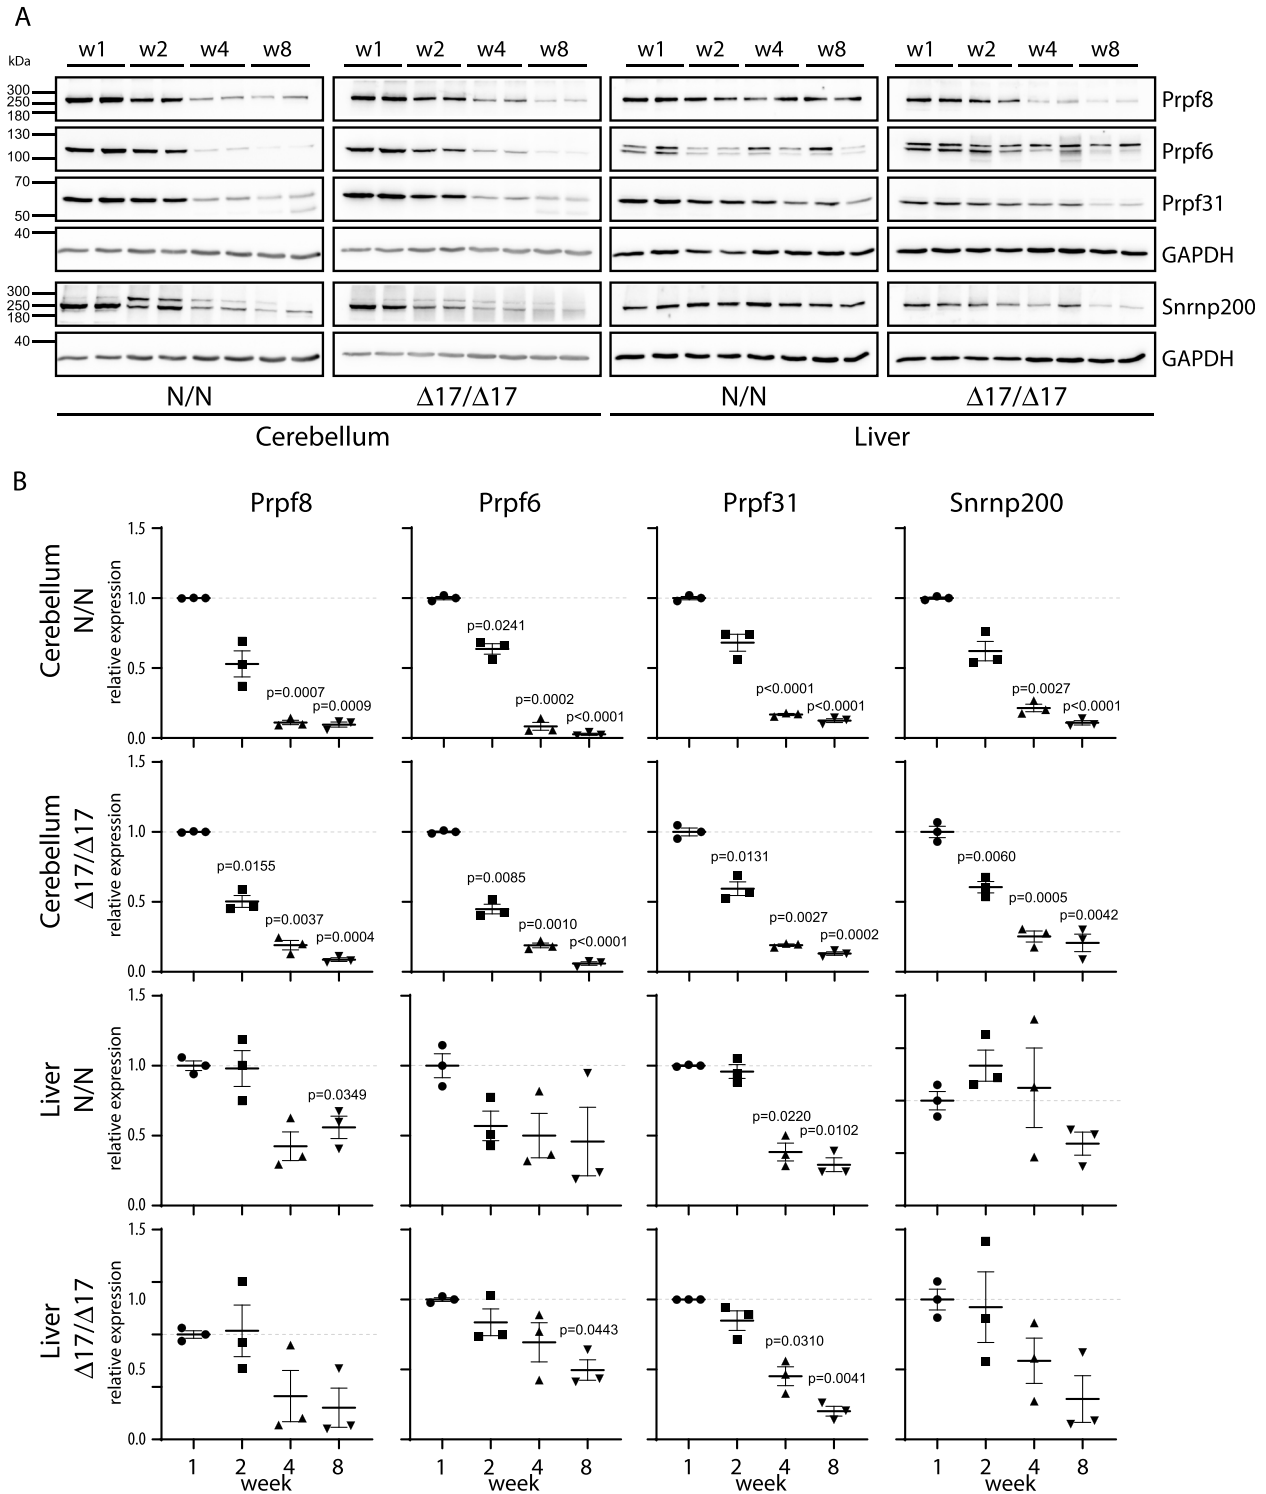 A
w1 w2 w4 w8 w1 w2 w4 w8 w1 w2 w4 w8 w1 w2 w4 w8
kDa
300
250
180
Prpf8
130
100
Prpf6
70
50
Prpf31
40
GAPDH
300
250
180
Snrnp200
40
GAPDH
N/N Δ17/Δ17 N/N Δ17/Δ17
Cerebellum Liver
B
Prpf8 Prpf6 Prpf31 Snrnp200
Cerebellum
N/N
relative expression
1.5
1.0
0.5
0.0
p=0.0007
p=0.0009
p=0.0241
p=0.0002
p<0.0001
p<0.0001
p<0.0001
p=0.0027
p<0.0001
Cerebellum
Δ17/Δ17
relative expression
1.5
1.0
0.5
0.0
p=0.0155
p=0.0037
p=0.0004
p=0.0085
p=0.0010
p<0.0001
p=0.0131
p=0.0027
p=0.0002
p=0.0060
p=0.0005
p=0.0042
Liver
N/N
relative expression
1.5
1.0
0.5
0.0
p=0.0349
p=0.0220
p=0.0102
Liver
Δ17/Δ17
relative expression
1.5
1.0
0.5
0.0
p=0.0443
p=0.0310
p=0.0041
1 2 4 8 1 2 4 8 1 2 4 8 1 2 4 8
week week week week